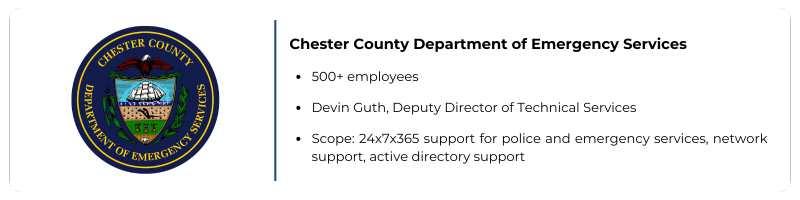 CHESTER COUNTY
DEPARTMENT OF EMERGENCY SERVICES
Chester County Department of Emergency Services
• 500+ employees
• Devin Guth, Deputy Director of Technical Services
• Scope: 24x7x365 support for police and emergency services, network
support, active directory support